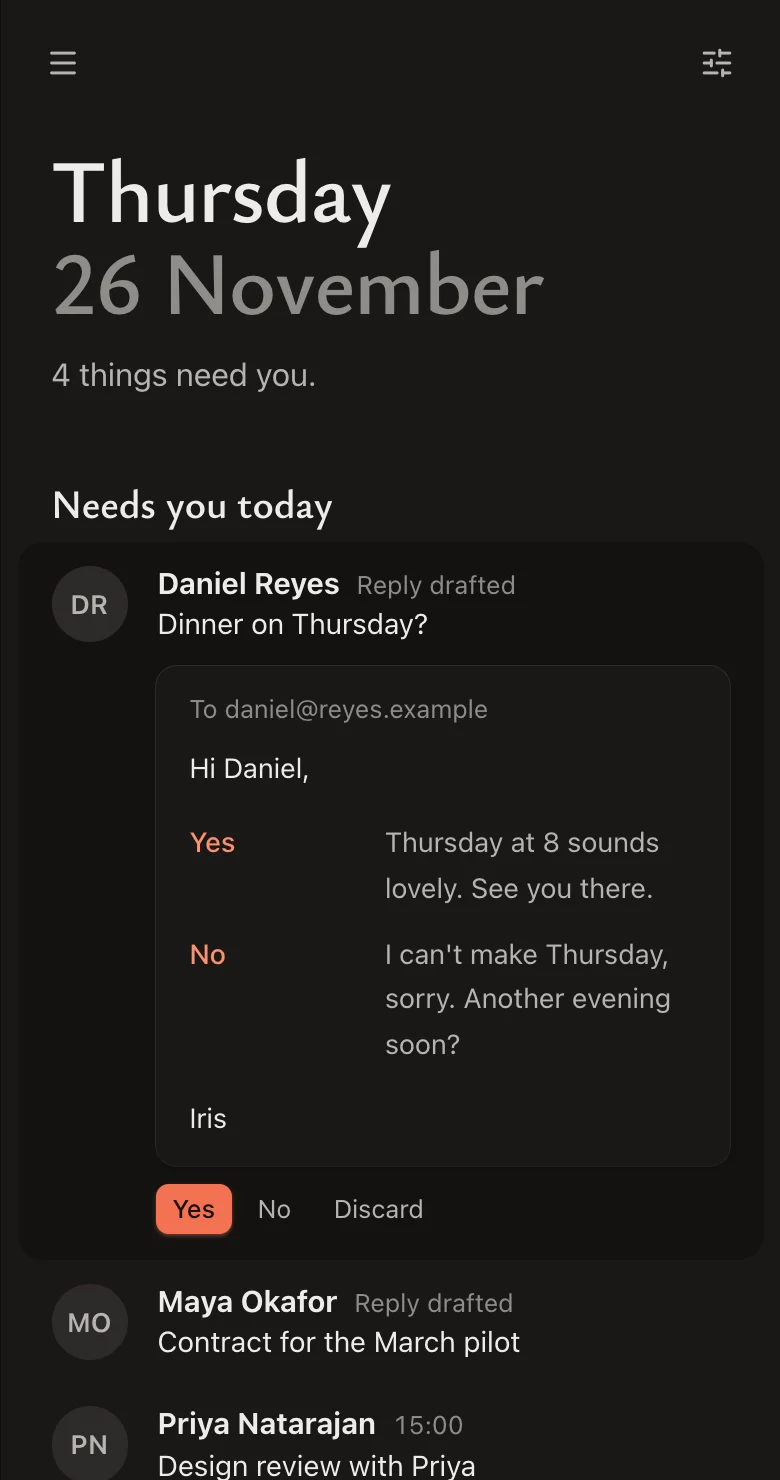 Thursday
26 November
4 things need you.
Needs you today
DR
Daniel Reyes Reply drafted
Dinner on Thursday?
To daniel@reyes.example
Hi Daniel,
Yes Thursday at 8 sounds
lovely. See you there.
No I can't make Thursday,
sorry. Another evening
soon?
Iris
Yes No Discard
MO
Maya Okafor Reply drafted
Contract for the March pilot
PN
Priya Natarajan 15:00
Design review with Priya